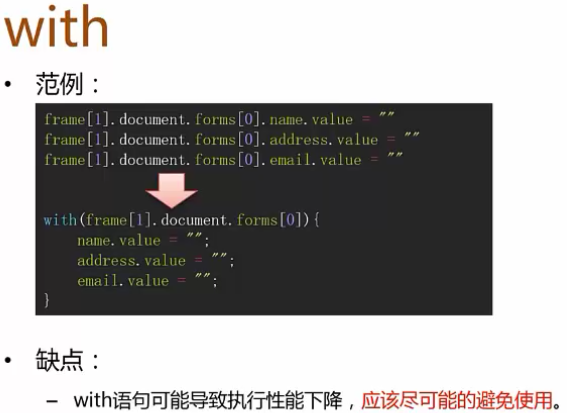 with
• 范例：
frame[1].document.forms[0].name.value = ""
frame[1].document.forms[0].address.value = ""
frame[1].document.forms[0].email.value = ""
with(frame[1].document.forms[0]){
name.value = "";
address.value = "";
email.value = "";
}
• 缺点：
– with语句可能导致执行性能下降，应该尽可能的避免使用。